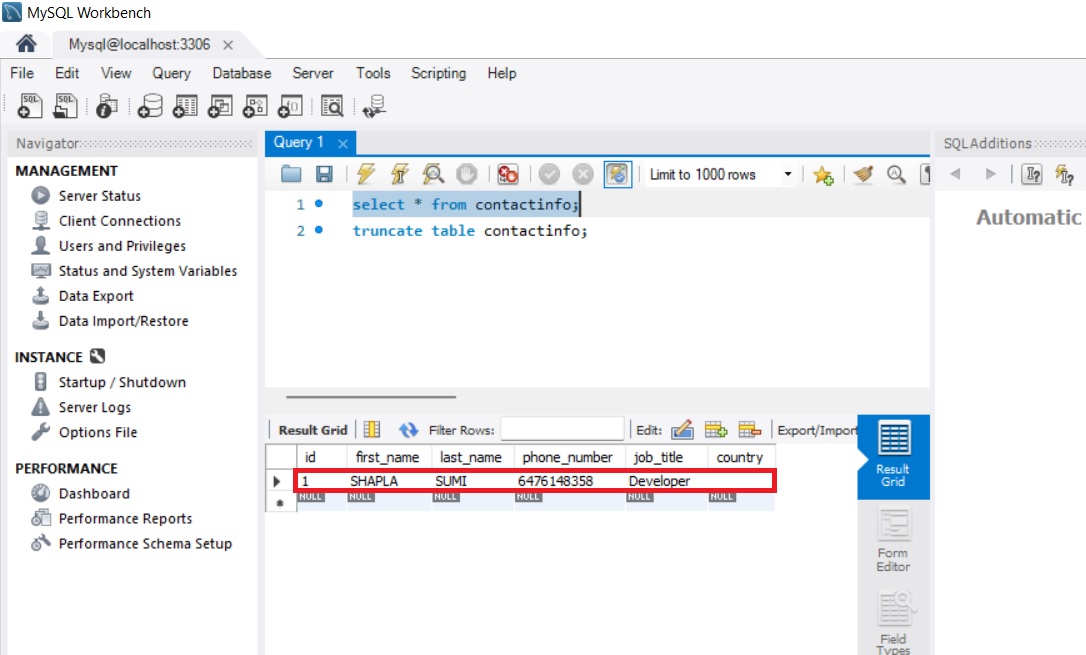 MySQL Workbench
Mysql@localhost:3306
File Edit View Query Database Server Tools Scripting Help
Navigator
MANAGEMENT
Server Status
Client Connections
Users and Privileges
Status and System Variables
Data Export
Data Import/Restore
INSTANCE
Startup / Shutdown
Server Logs
Options File
PERFORMANCE
Dashboard
Performance Reports
Performance Schema Setup
Query 1
Limit to 1000 rows
1 select * from contactinfo;
2 truncate table contactinfo;
Result Grid Filter Rows: Edit: Export/Import
id first_name last_name phone_number job_title country
1 SHAPLA SUMI 6476148358 Developer
NULL NULL NULL NULL NULL NULL
Result
Grid
Form
Editor
Field
Types
SQLAdditions
Automatic